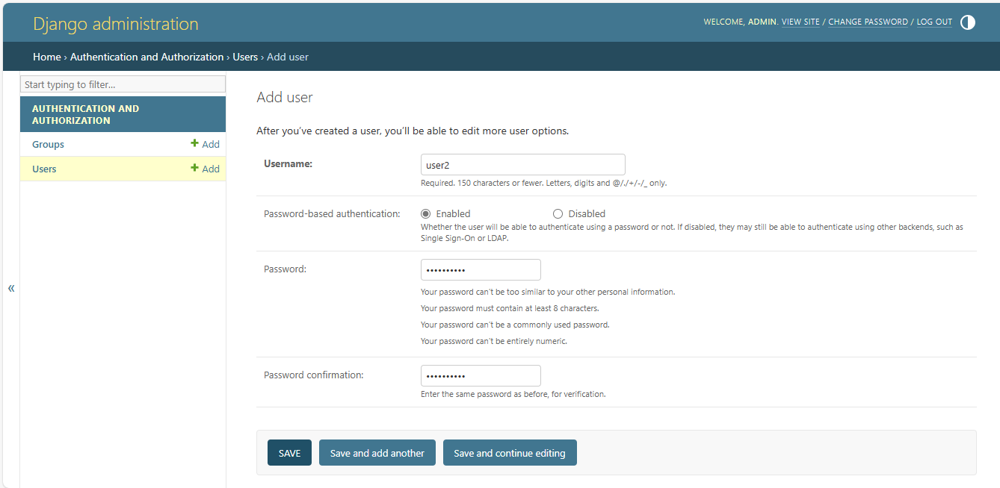 Django administration
WELCOME, ADMIN. VIEW SITE / CHANGE PASSWORD / LOG OUT
Home › Authentication and Authorization › Users › Add user
Start typing to filter...
AUTHENTICATION AND
AUTHORIZATION
Groups + Add
Users + Add
«
Add user
After you've created a user, you'll be able to edit more user options.
Username: user2
Required. 150 characters or fewer. Letters, digits and @/./+/-/_ only.
Password-based authentication: Enabled Disabled
Whether the user will be able to authenticate using a password or not. If disabled, they may still be able to authenticate using other backends, such as
Single Sign-On or LDAP.
Password: ••••••••••
Your password can't be too similar to your other personal information.
Your password must contain at least 8 characters.
Your password can't be a commonly used password.
Your password can't be entirely numeric.
Password confirmation: ••••••••••
Enter the same password as before, for verification.
SAVE Save and add another Save and continue editing